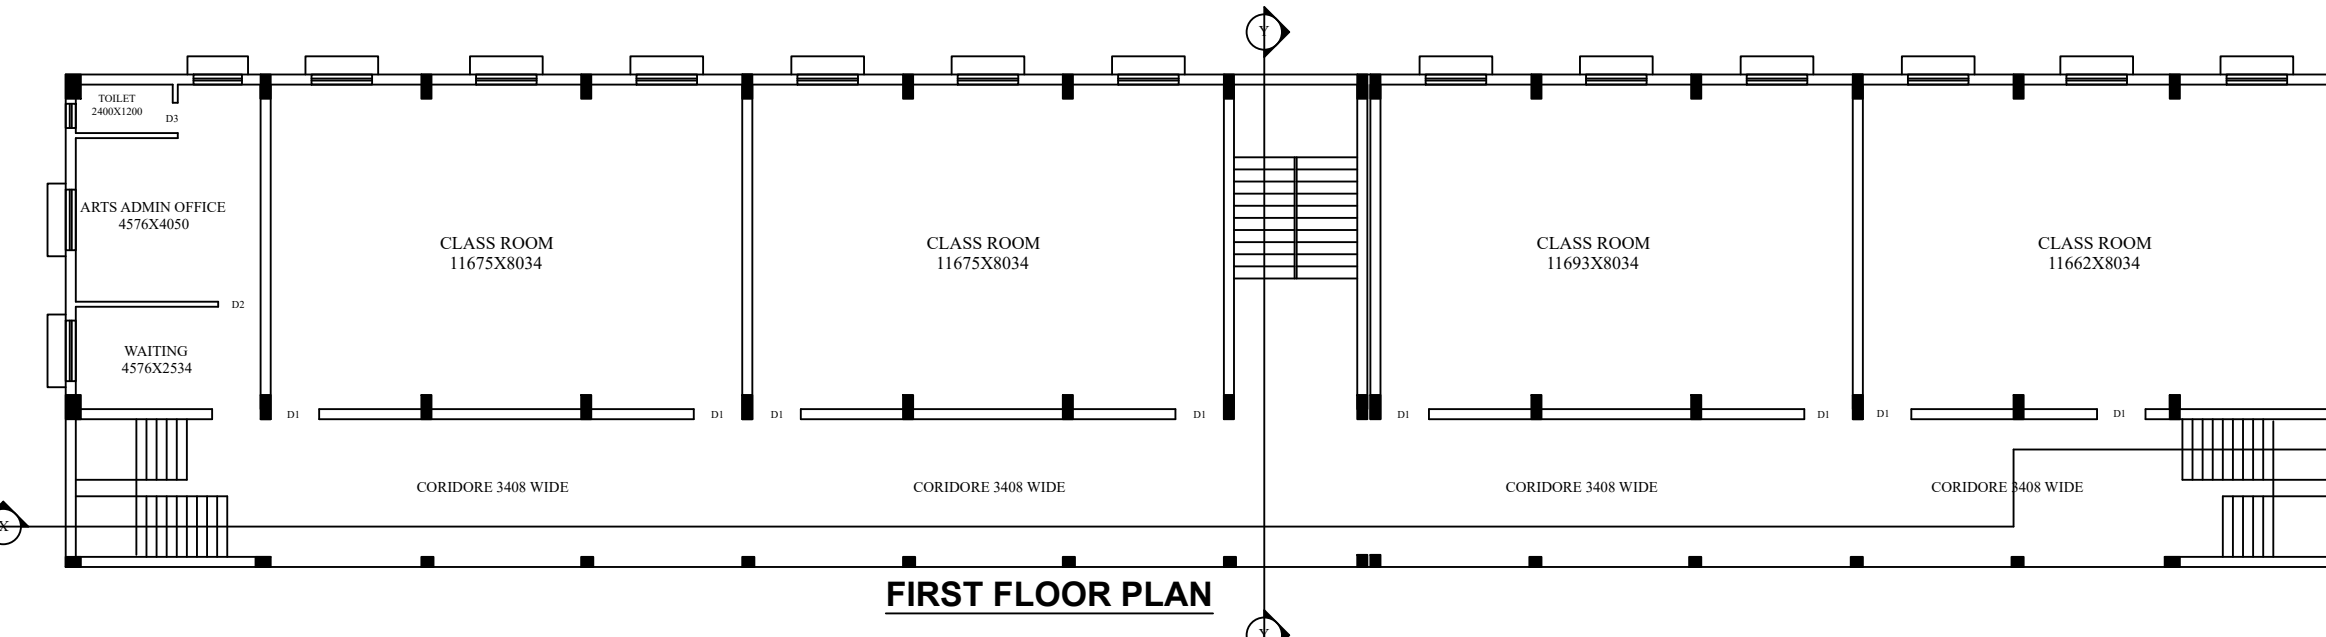 Y
TOILET
2400X1200
D3
ARTS ADMIN OFFICE
4576X4050
CLASS ROOM
11675X8034
CLASS ROOM
11675X8034
CLASS ROOM
11693X8034
CLASS ROOM
11662X8034
D2
WAITING
4576X2534
D1
D1
D1
D1
D1
D1
D1
D1
CORIDORE 3408 WIDE
CORIDORE 3408 WIDE
CORIDORE 3408 WIDE
CORIDORE 3408 WIDE
X
FIRST FLOOR PLAN
Y